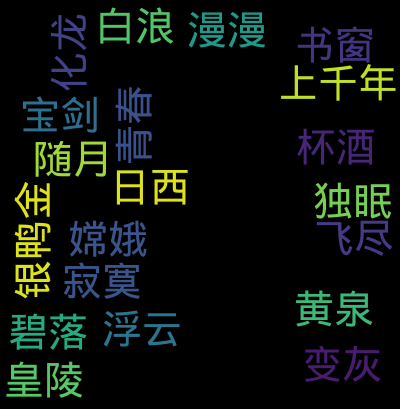 白浪
漫漫
化龙
书窗
上千年
宝剑
青春
杯酒
随月
日西
独眠
银鸭金
嫦娥
飞尽
寂寞
黄泉
碧落
浮云
变灰
皇陵